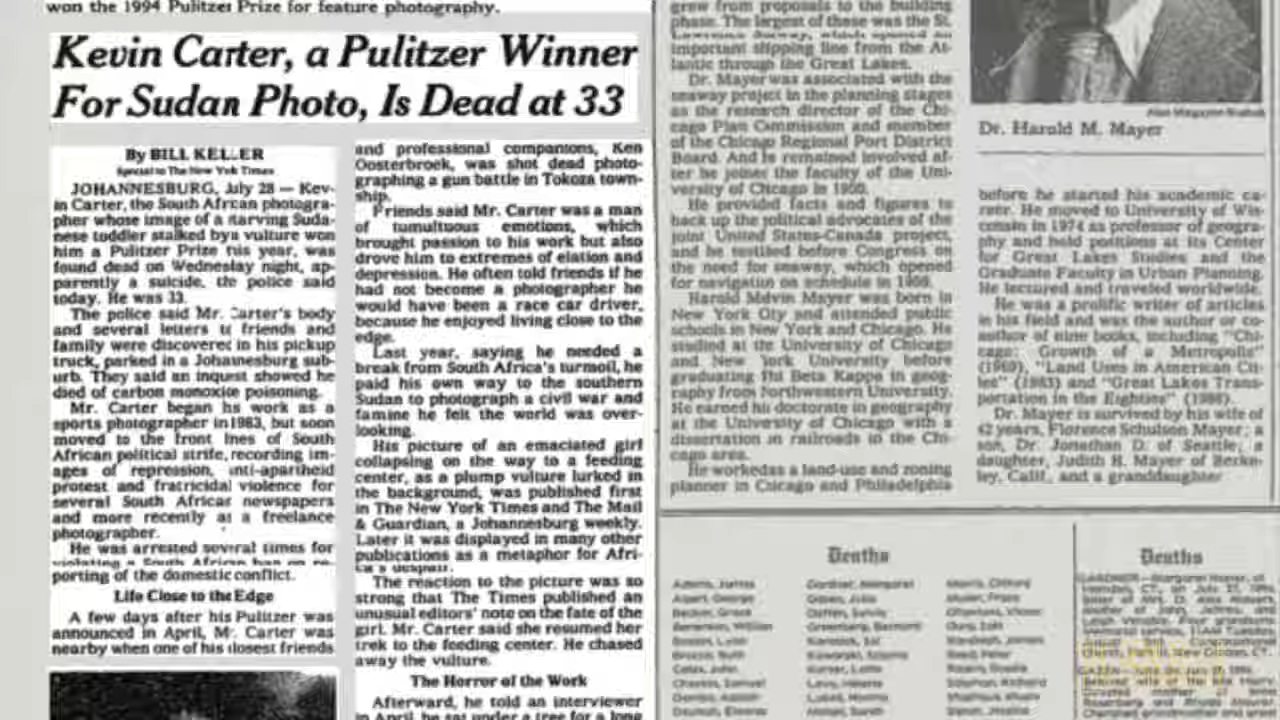 won the 1994 Pulitzer Prize for feature photography.
Kevin Carter, a Pulitzer Winner
For Sudan Photo, Is Dead at 33
By BILL KELLER
Special to The New York Times
JOHANNESBURG, July 28 — Kev-
in Carter, the South African photogra-
pher whose image of a starving Suda-
nese toddler stalked by a vulture won
him a Pulitzer Prize this year, was
found dead on Wednesday night, ap-
parently a suicide, the police said
today. He was 33.
The police said Mr. Carter's body
and several letters to friends and
family were discovered in his pickup
truck, parked in a Johannesburg sub-
urb. They said an inquest showed he
died of carbon monoxide poisoning.
Mr. Carter began his work as a
sports photographer in 1983, but soon
moved to the front lines of South
African political strife, recording im-
ages of repression, anti-apartheid
protest and fratricidal violence for
several South African newspapers
and more recently as a freelance
photographer.
He was arrested several times for
violating a South African ban on re-
porting of the domestic conflict.
Life Close to the Edge
A few days after his Pulitzer was
announced in April, Mr. Carter was
nearby when one of his closest friends
and professional companions, Ken
Oosterbroek, was shot dead photo-
graphing a gun battle in Tokoza town-
ship.
Friends said Mr. Carter was a man
of tumultuous emotions, which
brought passion to his work but also
drove him to extremes of elation and
depression. He often told friends if he
had not become a photographer he
would have been a race car driver,
because he enjoyed living close to the
edge.
Last year, saying he needed a
break from South Africa's turmoil, he
paid his own way to the southern
Sudan to photograph a civil war and
famine he felt the world was over-
looking.
His picture of an emaciated girl
collapsing on the way to a feeding
center, as a plump vulture lurked in
the background, was published first
in The New York Times and The Mail
& Guardian, a Johannesburg weekly.
Later it was displayed in many other
publications as a metaphor for Afri-
ca's despair.
The reaction to the picture was so
strong that The Times published an
unusual editors' note on the fate of the
girl. Mr. Carter said she resumed her
trek to the feeding center. He chased
away the vulture.
The Horror of the Work
Afterward, he told an interviewer
in April, he sat under a tree for a long
grew from proposals to the building
phase. The largest of these was the St.
Lawrence Seaway, which opened an
important shipping line from the At-
lantic through the Great Lakes.
Dr. Mayer was associated with the
seaway project in the planning stages
as the research director of the Chi-
cago Plan Commission and member
of the Chicago Regional Port District
Board. And he remained involved af-
ter he joined the faculty of the Uni-
versity of Chicago in
He provided facts and figures to
back up the political advocates of the
joint United States-Canada project,
and he testified before Congress on
the need for seaway, which opened
for navigation on schedule in
Harold Melvin Mayer was born in
New York City and attended public
schools in New York and Chicago. He
studied at the University of Chicago
and New York University before
graduating Phi Beta Kappa in geog-
raphy from Northwestern University.
He earned his doctorate in geography
at the University of Chicago with a
dissertation in railroads in the Chi-
cago area.
He worked as a land-use and zoning
planner in Chicago and Philadelphia
Dr. Harold M. Mayer
before he started his academic ca-
reer. He moved to University of Wis-
consin in 1974 as professor of geogra-
phy and held positions at its Center
for Great Lakes Studies and the
Graduate Faculty in Urban Planning.
He lectured and traveled worldwide.
He was a prolific writer of articles
in his field and was the author or co-
author of nine books, including "Chi-
cago: Growth of a Metropolis"
(1969), "Land Uses in American Cit-
ies" (1983) and "Great Lakes Trans-
portation in the Eighties" (1986).
Dr. Mayer is survived by his wife of
42 years, Florence Schulson Mayer; a
son, Dr. Jonathan D. of Seattle, a
daughter, Judith H. Mayer of Berke-
ley, Calif., and a granddaughter
Deaths
Deaths